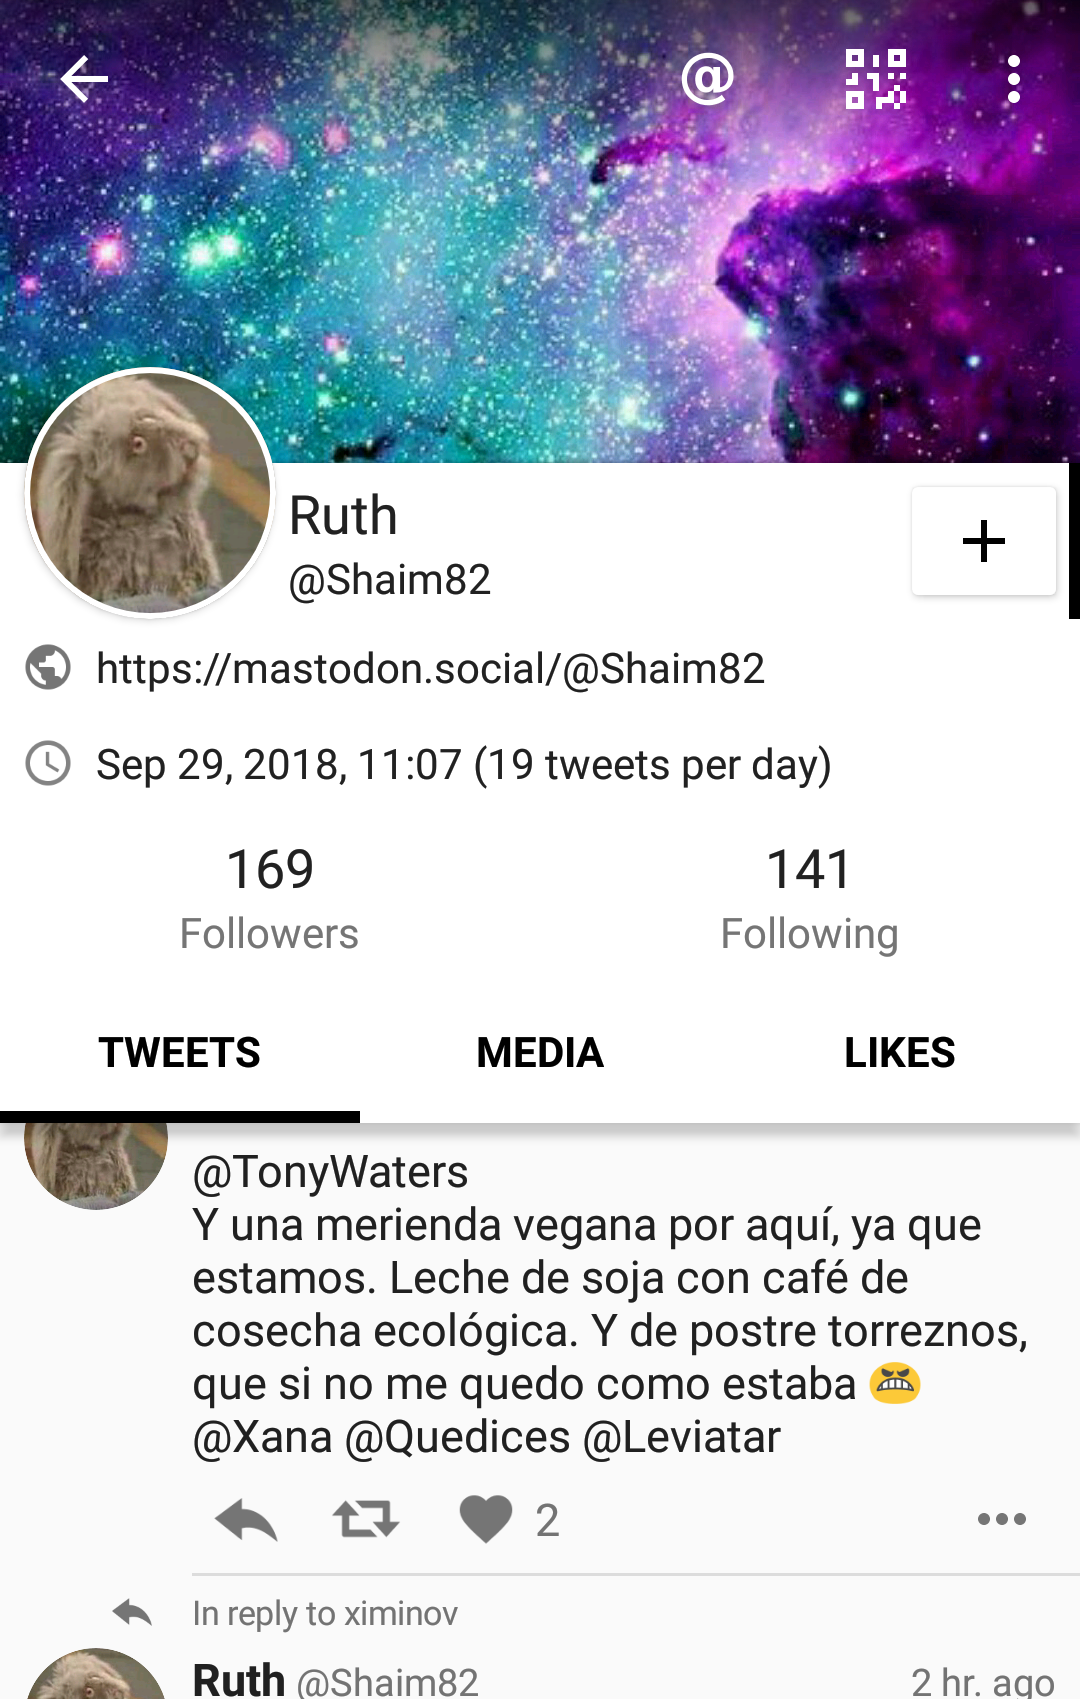 @
Ruth
@Shaim82
https://mastodon.social/@Shaim82
Sep 29, 2018, 11:07 (19 tweets per day)
169
Followers
141
Following
TWEETS
MEDIA
LIKES
@TonyWaters
Y una merienda vegana por aquí, ya que
estamos. Leche de soja con café de
cosecha ecológica. Y de postre torreznos,
que si no me quedo como estaba 😬
@Xana @Quedices @Leviatar
2
In reply to ximinov
Ruth @Shaim82 2 hr. ago